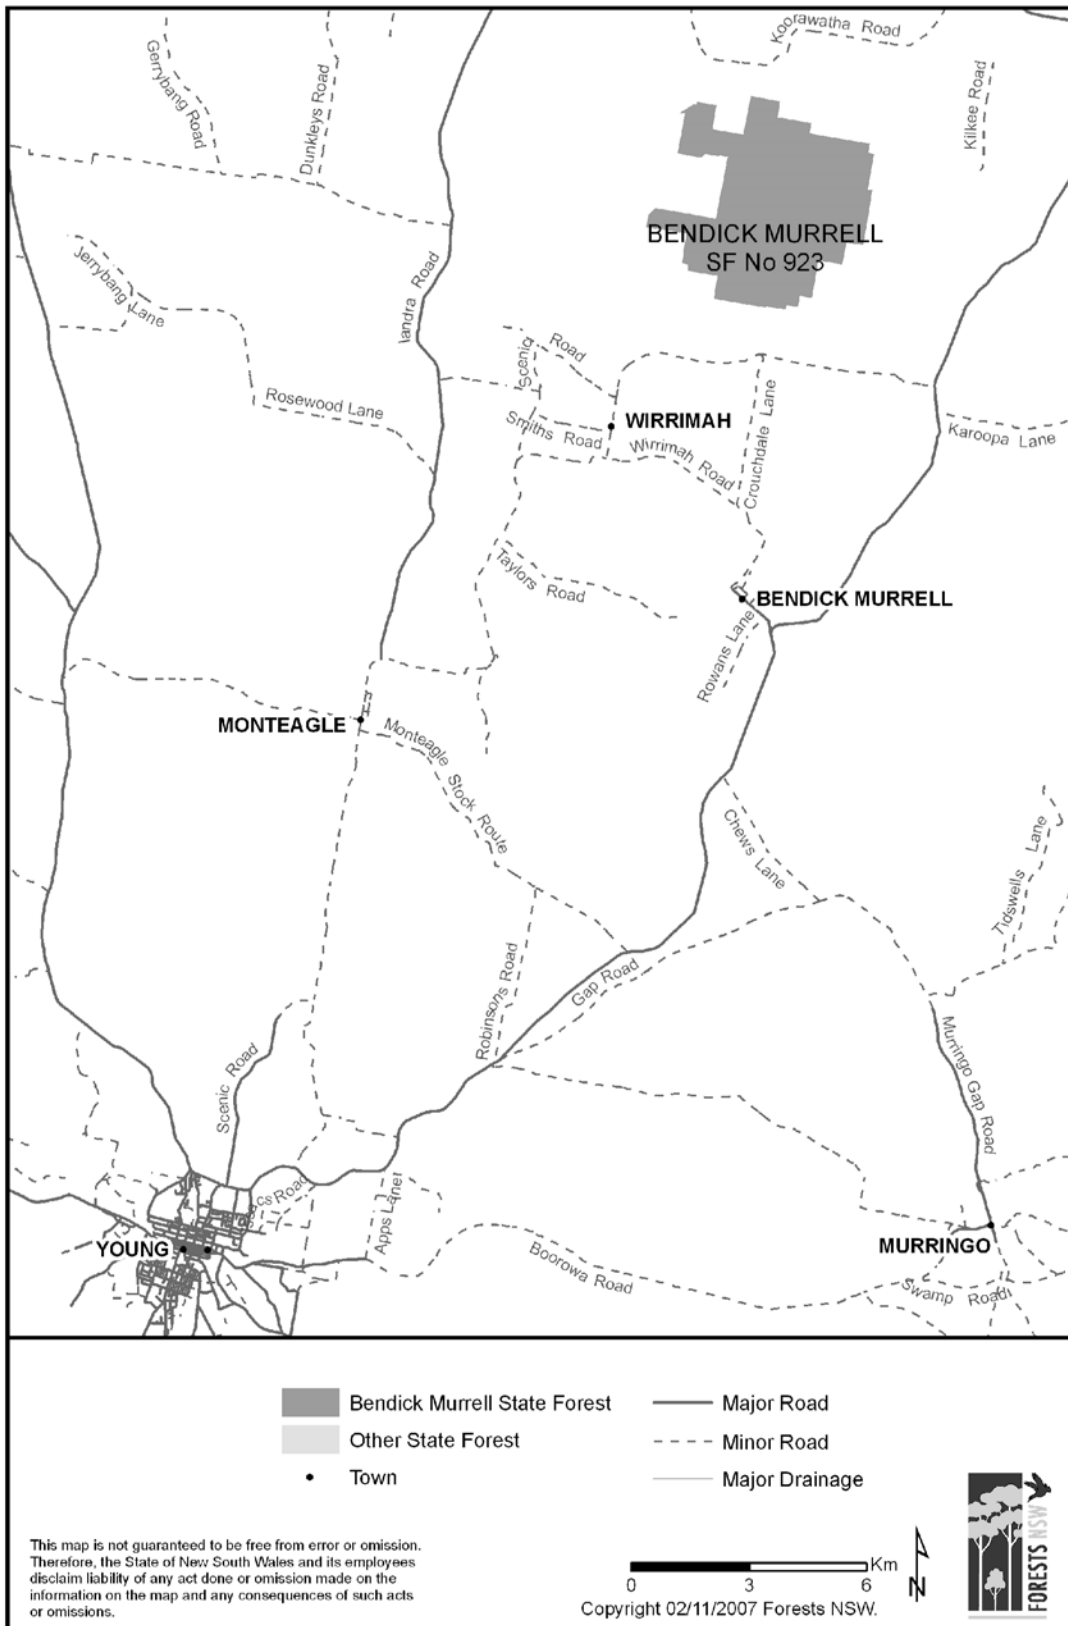 Koorawatha Road
Gerrybang Road
Dunkleys Road
Kilkee Road
BENDICK MURRELL
SF No 923
Jerrybang Lane
Iandra Road
Scenic Road
Rosewood Lane
WIRRIMAH
Smiths Road
Wirrimah Road
Crouchdale Lane
Karoopa Lane
Taylors Road
BENDICK MURRELL
Rowans Lane
MONTEAGLE
Monteagle Stock Route
Chews Lane
Tidswells Lane
Robinsons Road
Gap Road
Murringo Gap Road
Scenic Road
Road
Apps Lane
YOUNG
Boorowa Road
MURRINGO
Swamp Road
Bendick Murrell State Forest
Other State Forest
Town
Major Road
Minor Road
Major Drainage
This map is not guaranteed to be free from error or omission.
Therefore, the State of New South Wales and its employees
disclaim liability of any act done or omission made on the
information on the map and any consequences of such acts
or omissions.
Km
0 3 6
Copyright 02/11/2007 Forests NSW.
N
FORESTS NSW